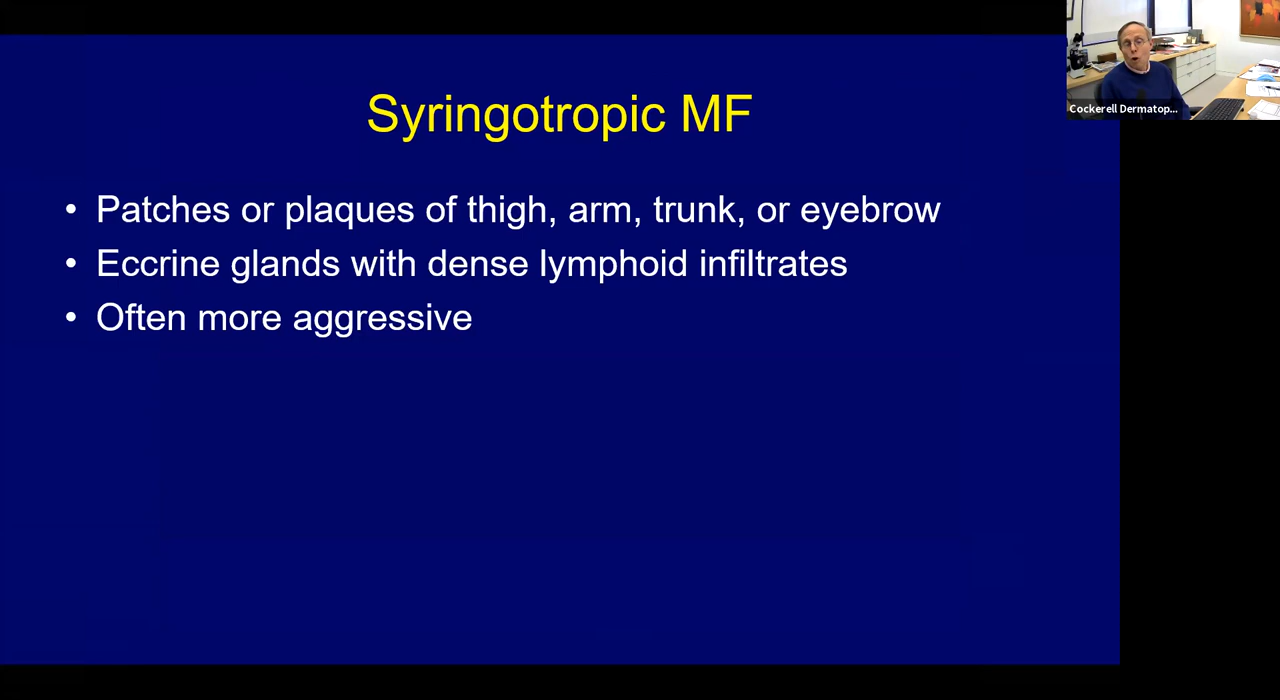 Syringotropic MF
• Patches or plaques of thigh, arm, trunk, or eyebrow
• Eccrine glands with dense lymphoid infiltrates
• Often more aggressive
Cockerell Dermatop...